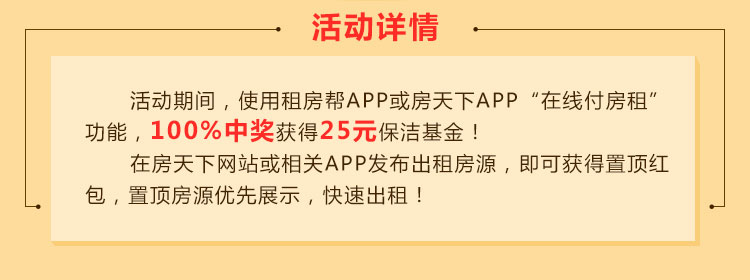 活动详情
活动期间，使用租房帮APP或房天下APP“在线付房租”
功能，100%中奖获得25元保洁基金！
在房天下网站或相关APP发布出租房源，即可获得置顶红
包，置顶房源优先展示，快速出租！